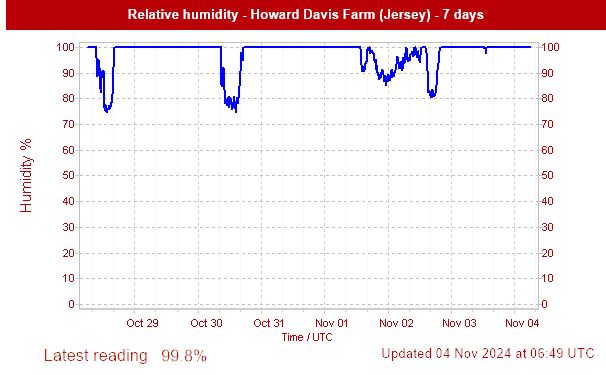 Relative humidity - Howard Davis Farm (Jersey) - 7 days
100 100
90 90
80 80
70 70
60 60
50 50
40 40
30 30
20 20
10 10
0 0
Humidity %
Oct 29 Oct 30 Oct 31 Nov 01 Nov 02 Nov 03 Nov 04
Time / UTC
Latest reading 99.8% Updated 04 Nov 2024 at 06:49 UTC